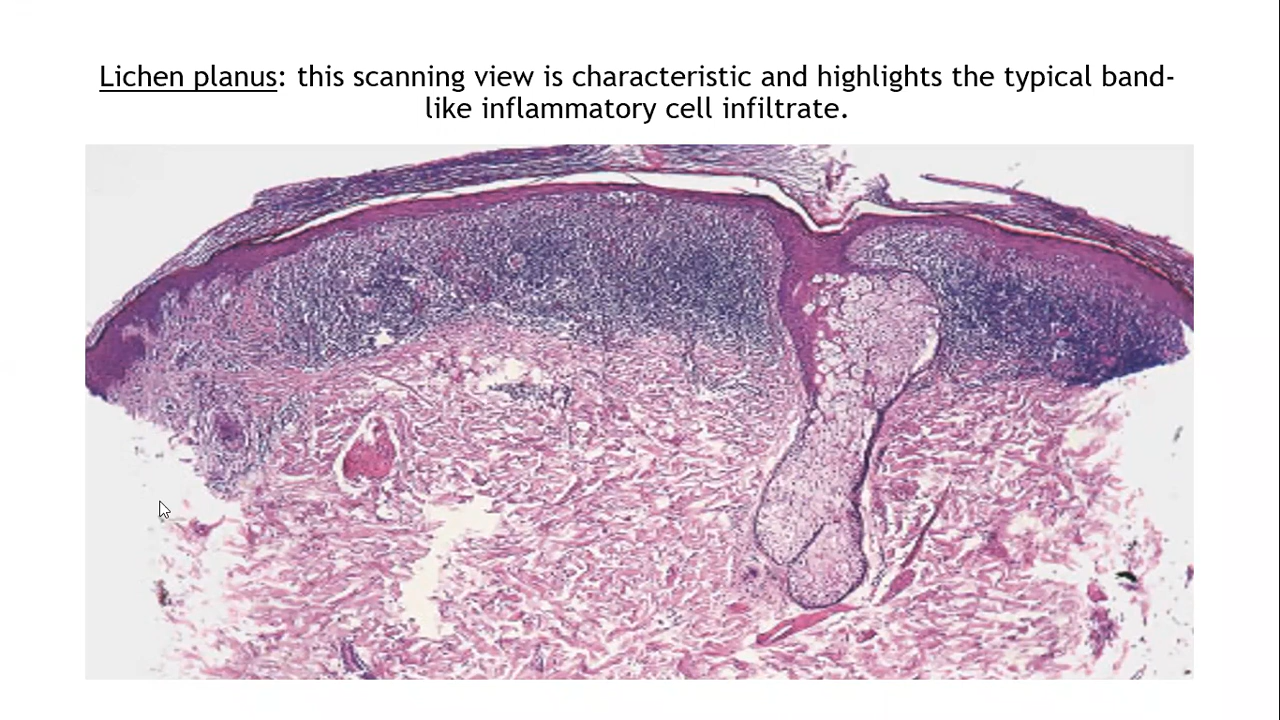 Lichen planus: this scanning view is characteristic and highlights the typical band-
like inflammatory cell infiltrate.